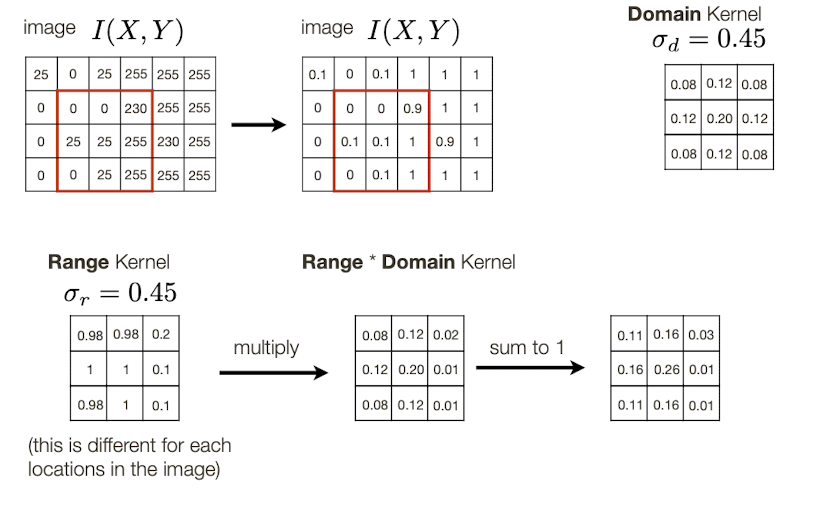 image I(X, Y)
25 0 25 255 255 255
0 0 0 230 255 255
0 25 25 255 230 255
0 0 25 255 255 255
image I(X, Y)
0.1 0 0.1 1 1 1
0 0 0 0.9 1 1
0 0.1 0.1 1 0.9 1
0 0 0.1 1 1 1
Domain Kernel
σd = 0.45
0.08 0.12 0.08
0.12 0.20 0.12
0.08 0.12 0.08
Range Kernel
σr = 0.45
0.98 0.98 0.2
1 1 0.1
0.98 1 0.1
(this is different for each
locations in the image)
multiply
Range * Domain Kernel
0.08 0.12 0.02
0.12 0.20 0.01
0.08 0.12 0.01
sum to 1
0.11 0.16 0.03
0.16 0.26 0.01
0.11 0.16 0.01